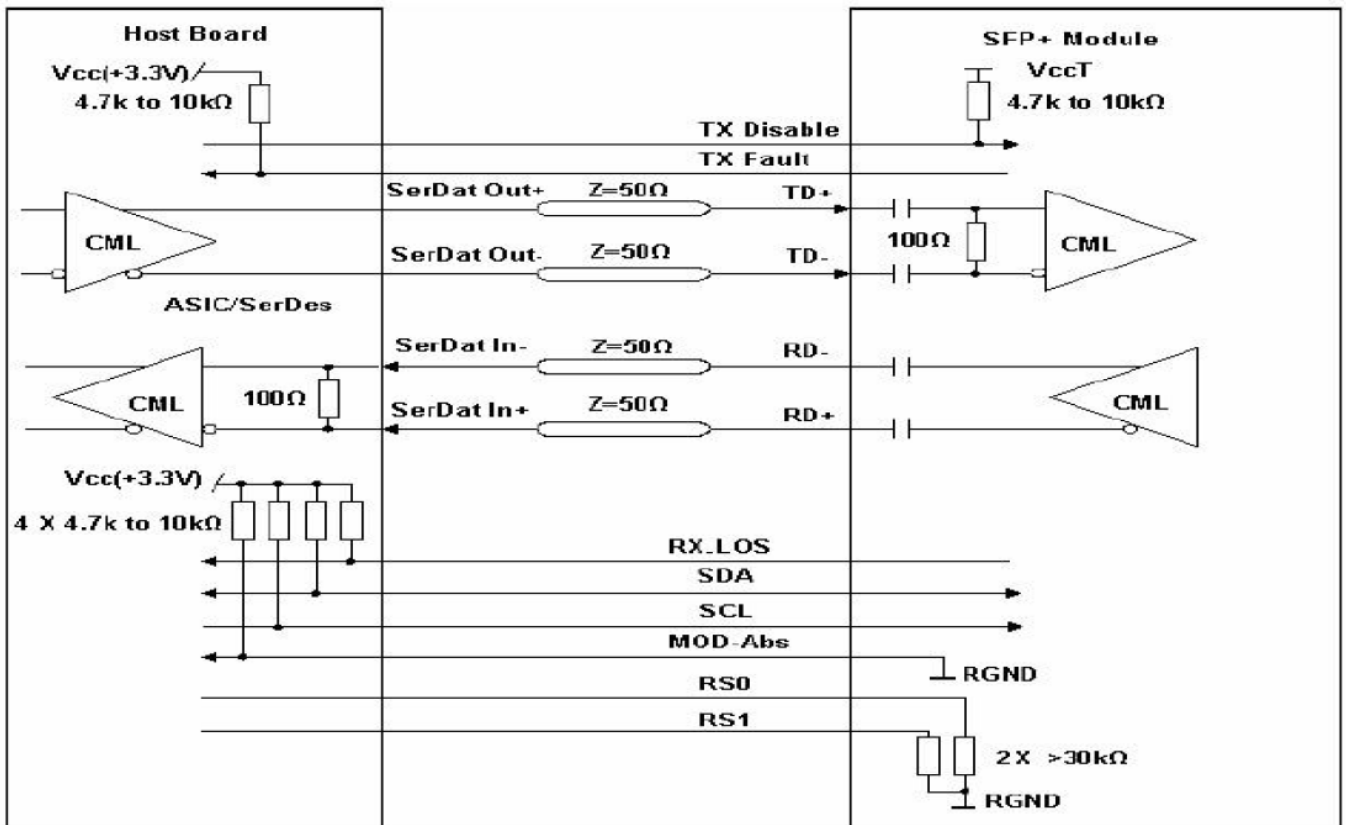 Host Board
SFP+ Module
Vcc(+3.3V)
4.7k to 10kΩ
VccT
4.7k to 10kΩ
TX Disable
TX Fault
SerDat Out+
Z=50Ω
TD+
CML
100Ω
CML
SerDat Out-
Z=50Ω
TD-
ASIC/SerDes
SerDat In-
Z=50Ω
RD-
CML
100Ω
SerDat In+
Z=50Ω
RD+
CML
Vcc(+3.3V)
4 X 4.7k to 10kΩ
RX_LOS
SDA
SCL
MOD-Abs
RGND
RS0
RS1
2X >30kΩ
RGND